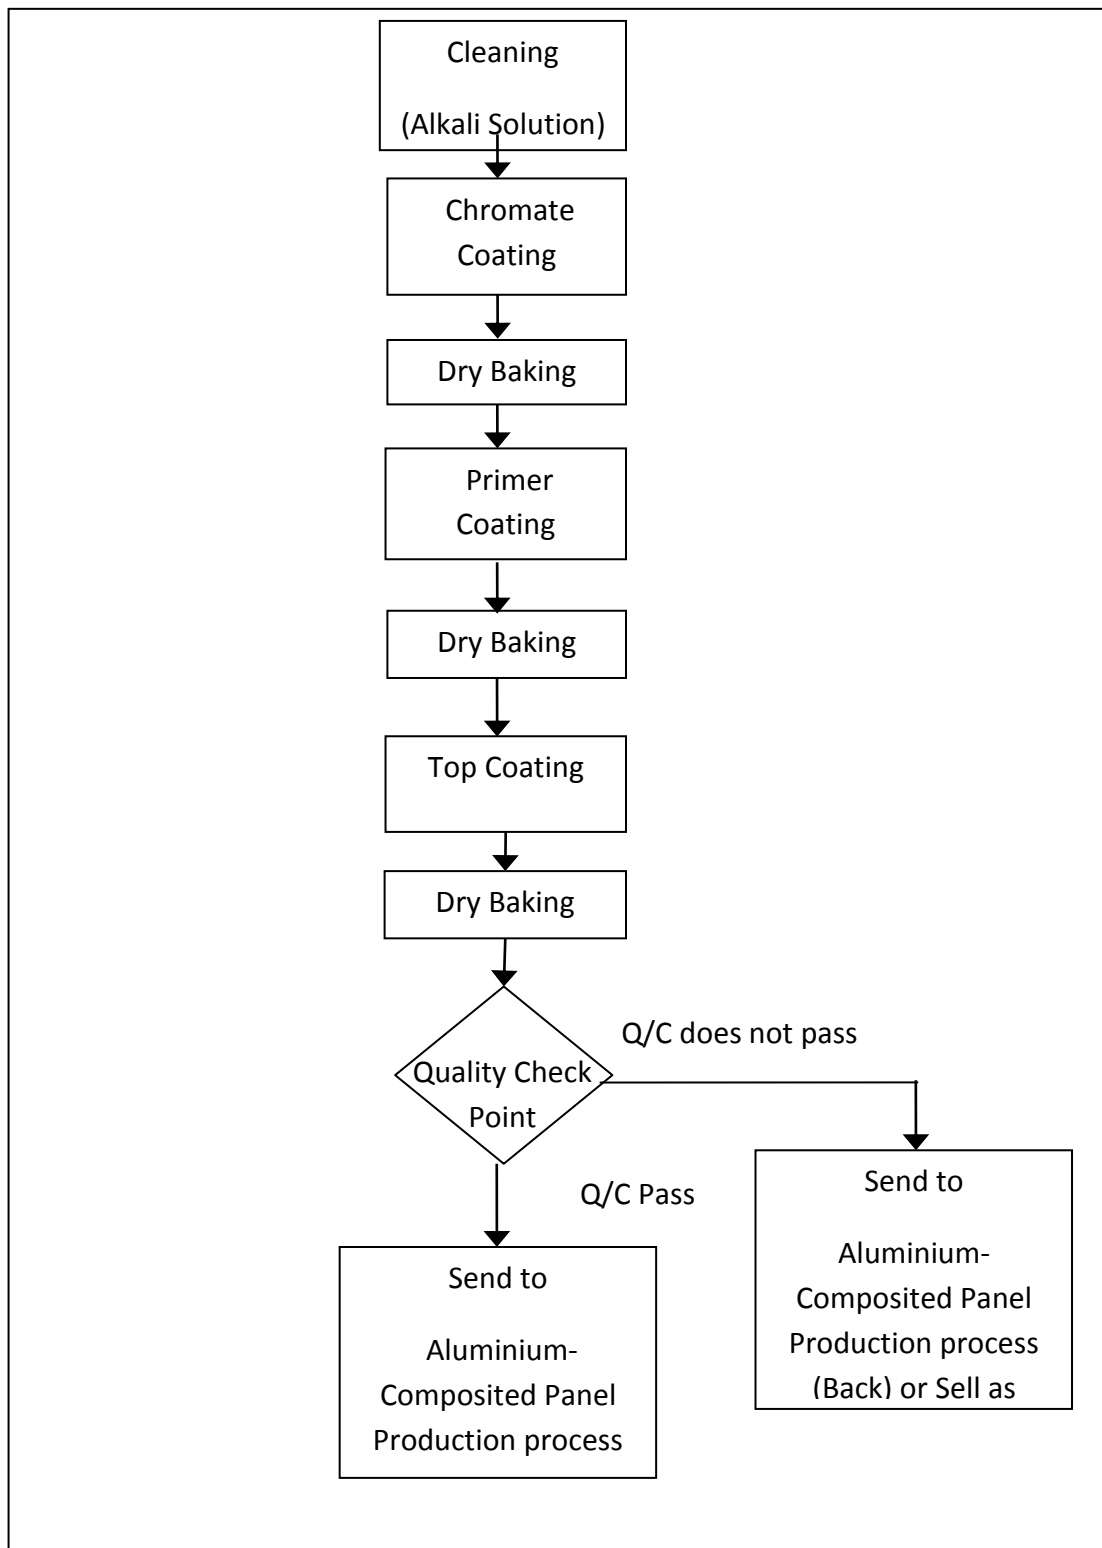 Cleaning
(Alkali Solution)
Chromate
Coating
Dry Baking
Primer
Coating
Dry Baking
Top Coating
Dry Baking
Quality Check
Point
Q/C does not pass
Q/C Pass
Send to
Aluminium-
Composited Panel
Production process
(Back) or Sell as
Send to
Aluminium-
Composited Panel
Production process